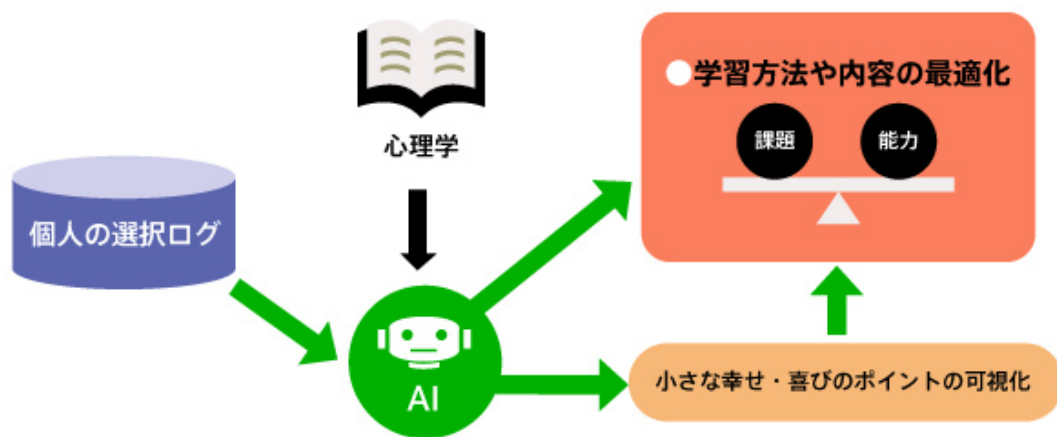 心理学
●学習方法や内容の最適化
課題
能力
個人の選択ログ
AI
小さな幸せ・喜びのポイントの可視化